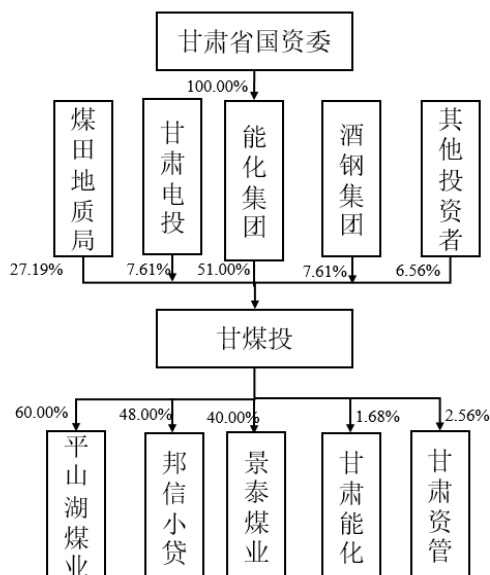 甘肃省国资委
100.00%
煤田地质局
甘肃电投
能化集团
酒钢集团
其他投资者
27.19%
7.61%
51.00%
7.61%
6.56%
甘煤投
60.00%
48.00%
40.00%
1.68%
2.56%
平山湖煤业
邦信小贷
景泰煤业
甘肃能化
甘肃资管